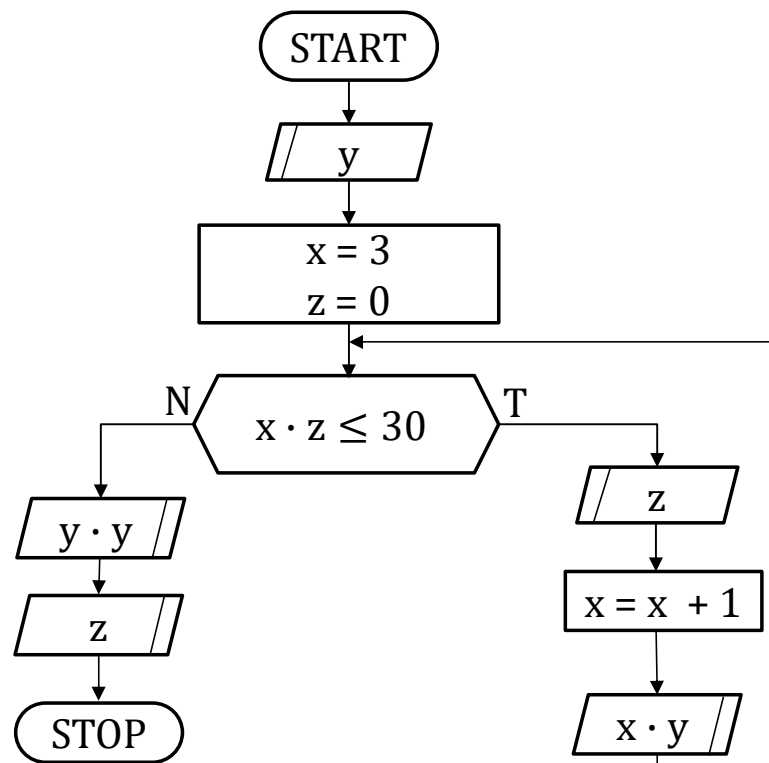 START
y
x = 3
z = 0
x · z ≤ 30
N
T
y · y
z
STOP
z
x = x + 1
x · y